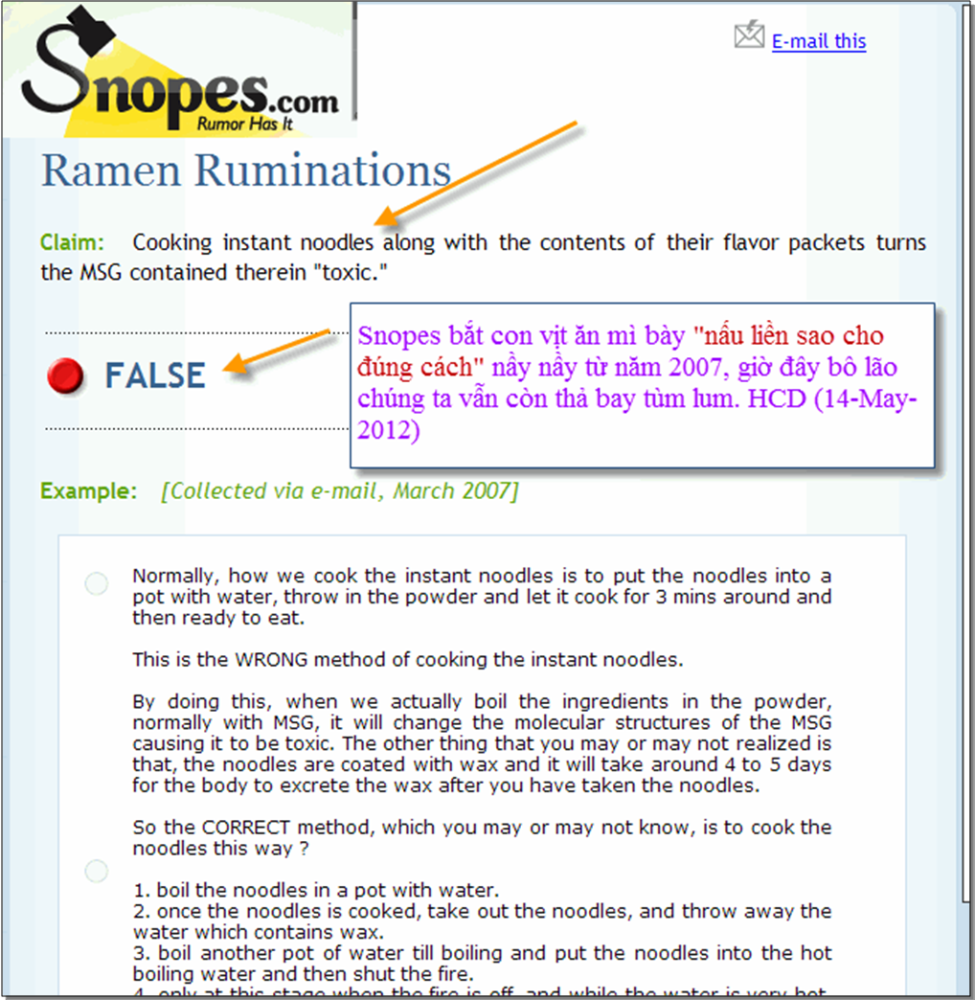 Snopes.com
Rumor Has It
E-mail this
Ramen Ruminations
Claim: Cooking instant noodles along with the contents of their flavor packets turns
the MSG contained therein "toxic."
FALSE
Snopes bắt con vịt ăn mì bày "nấu liền sao cho
đúng cách" nầy nẩy từ năm 2007, giờ đây bô lão
chúng ta vẫn còn thả bay tùm lum. HCD (14-May-
2012)
Example: [Collected via e-mail, March 2007]
Normally, how we cook the instant noodles is to put the noodles into a
pot with water, throw in the powder and let it cook for 3 mins around and
then ready to eat.
This is the WRONG method of cooking the instant noodles.
By doing this, when we actually boil the ingredients in the powder,
normally with MSG, it will change the molecular structures of the MSG
causing it to be toxic. The other thing that you may or may not realized is
that, the noodles are coated with wax and it will take around 4 to 5 days
for the body to excrete the wax after you have taken the noodles.
So the CORRECT method, which you may or may not know, is to cook the
noodles this way ?
1. boil the noodles in a pot with water.
2. once the noodles is cooked, take out the noodles, and throw away the
water which contains wax.
3. boil another pot of water till boiling and put the noodles into the hot
boiling water and then shut the fire.
4. only at this stage when the fire is off, and while the water is very hot,